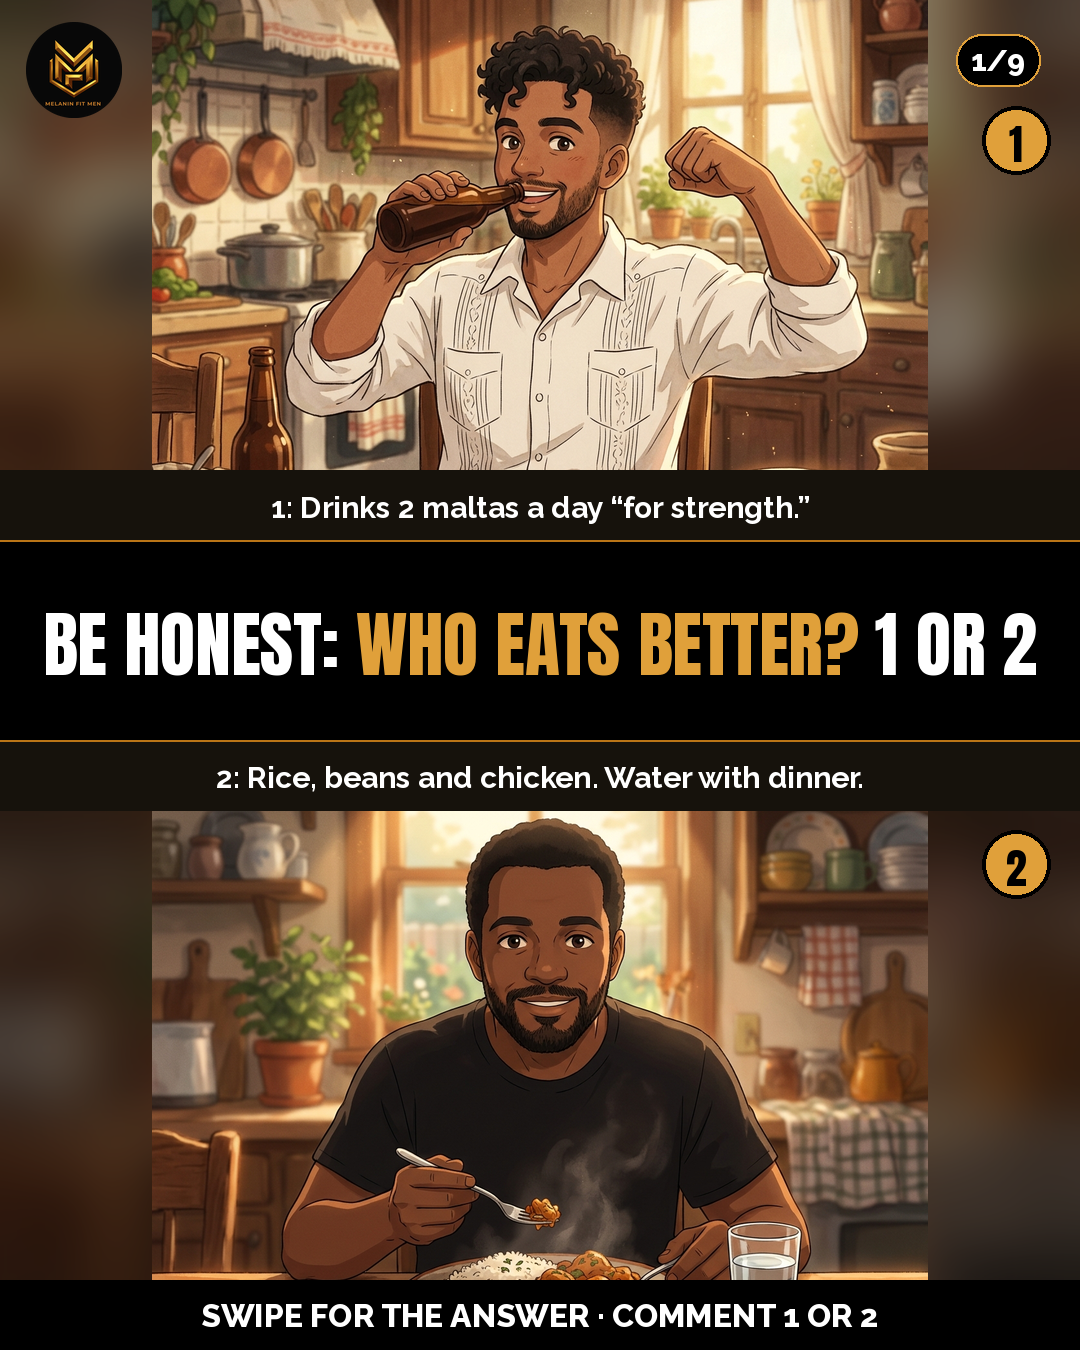 MELANIN FIT MEN
1/9
1
1: Drinks 2 maltas a day “for strength.”
BE HONEST: WHO EATS BETTER? 1 OR 2
2: Rice, beans and chicken. Water with dinner.
2
SWIPE FOR THE ANSWER · COMMENT 1 OR 2